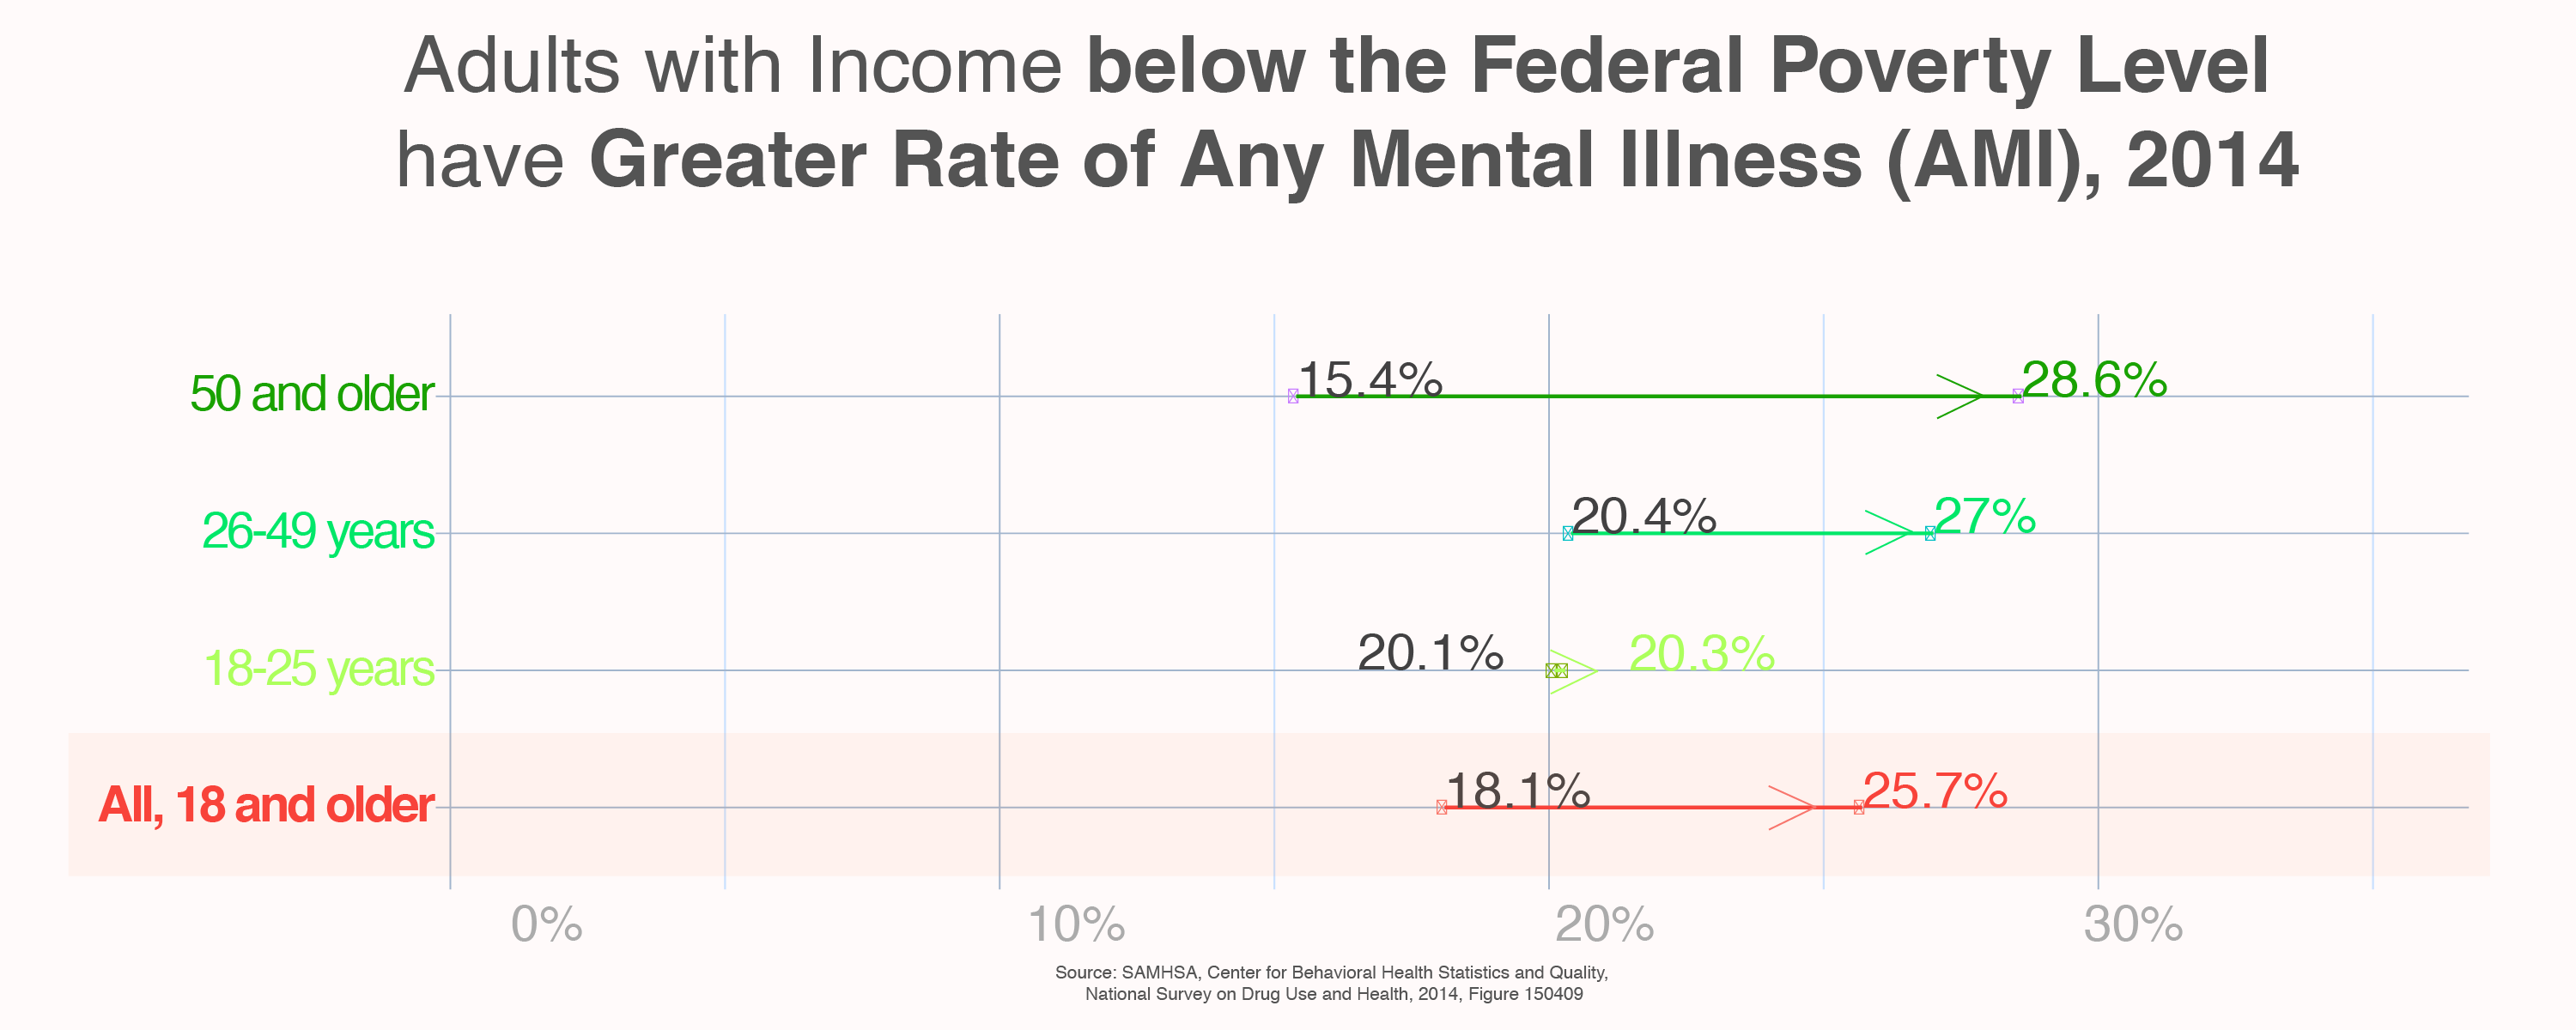 Adults with Income below the Federal Poverty Level
have Greater Rate of Any Mental Illness (AMI), 2014
50 and older 15.4% 28.6%
26-49 years 20.4% 27%
18-25 years 20.1% 20.3%
All, 18 and older 18.1% 25.7%
0% 10% 20% 30%
Source: SAMHSA, Center for Behavioral Health Statistics and Quality,
National Survey on Drug Use and Health, 2014, Figure 150409